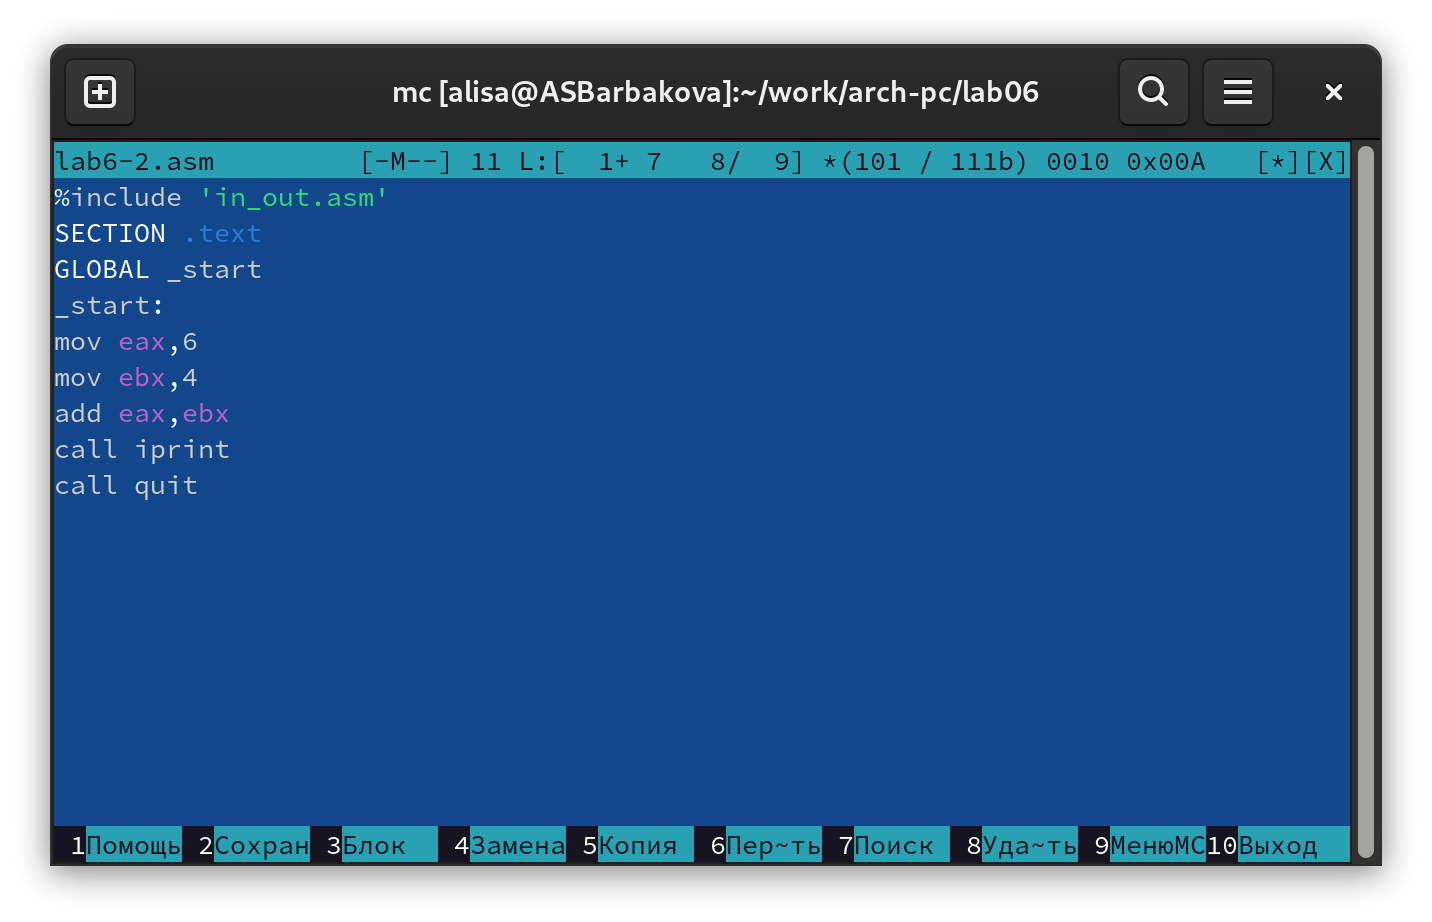 mc [alisa@ASBarbakova]:~/work/arch-pc/lab06
lab6-2.asm [-M--] 11 L:[ 1+ 7 8/ 9] *(101 / 111b) 0010 0x00A [*][X]
%include 'in_out.asm'
SECTION .text
GLOBAL _start
_start:
mov eax,6
mov ebx,4
add eax,ebx
call iprint
call quit
1Помощь 2Сохран 3Блок 4Замена 5Копия 6Пер~ть 7Поиск 8Уда~ть 9МенюMC 10Выход